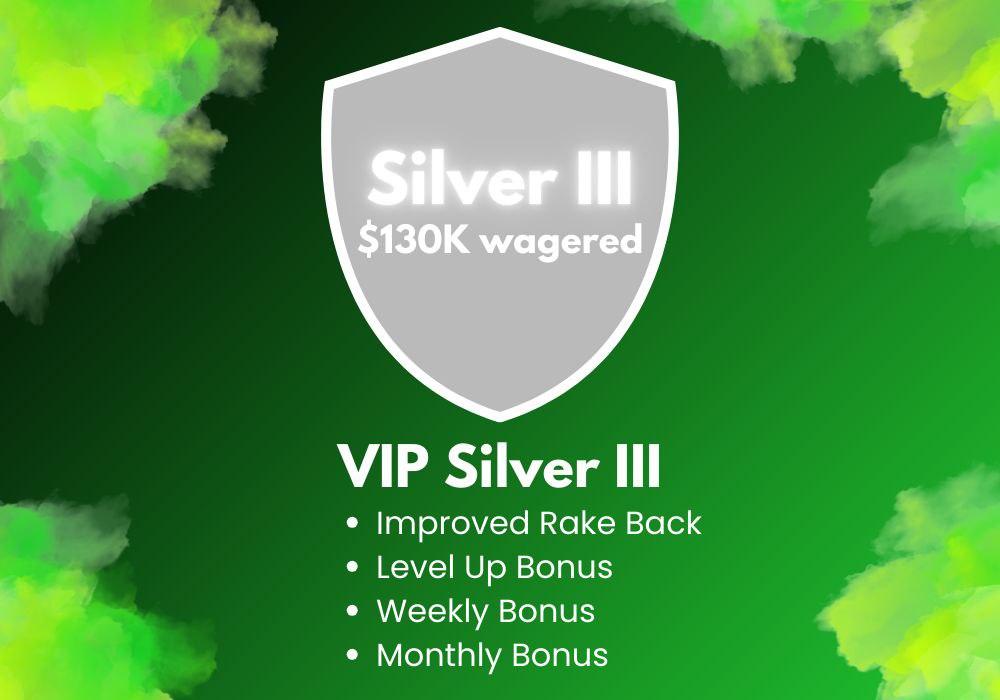 Silver III
$130K wagered
VIP Silver III
• Improved Rake Back
• Level Up Bonus
• Weekly Bonus
• Monthly Bonus